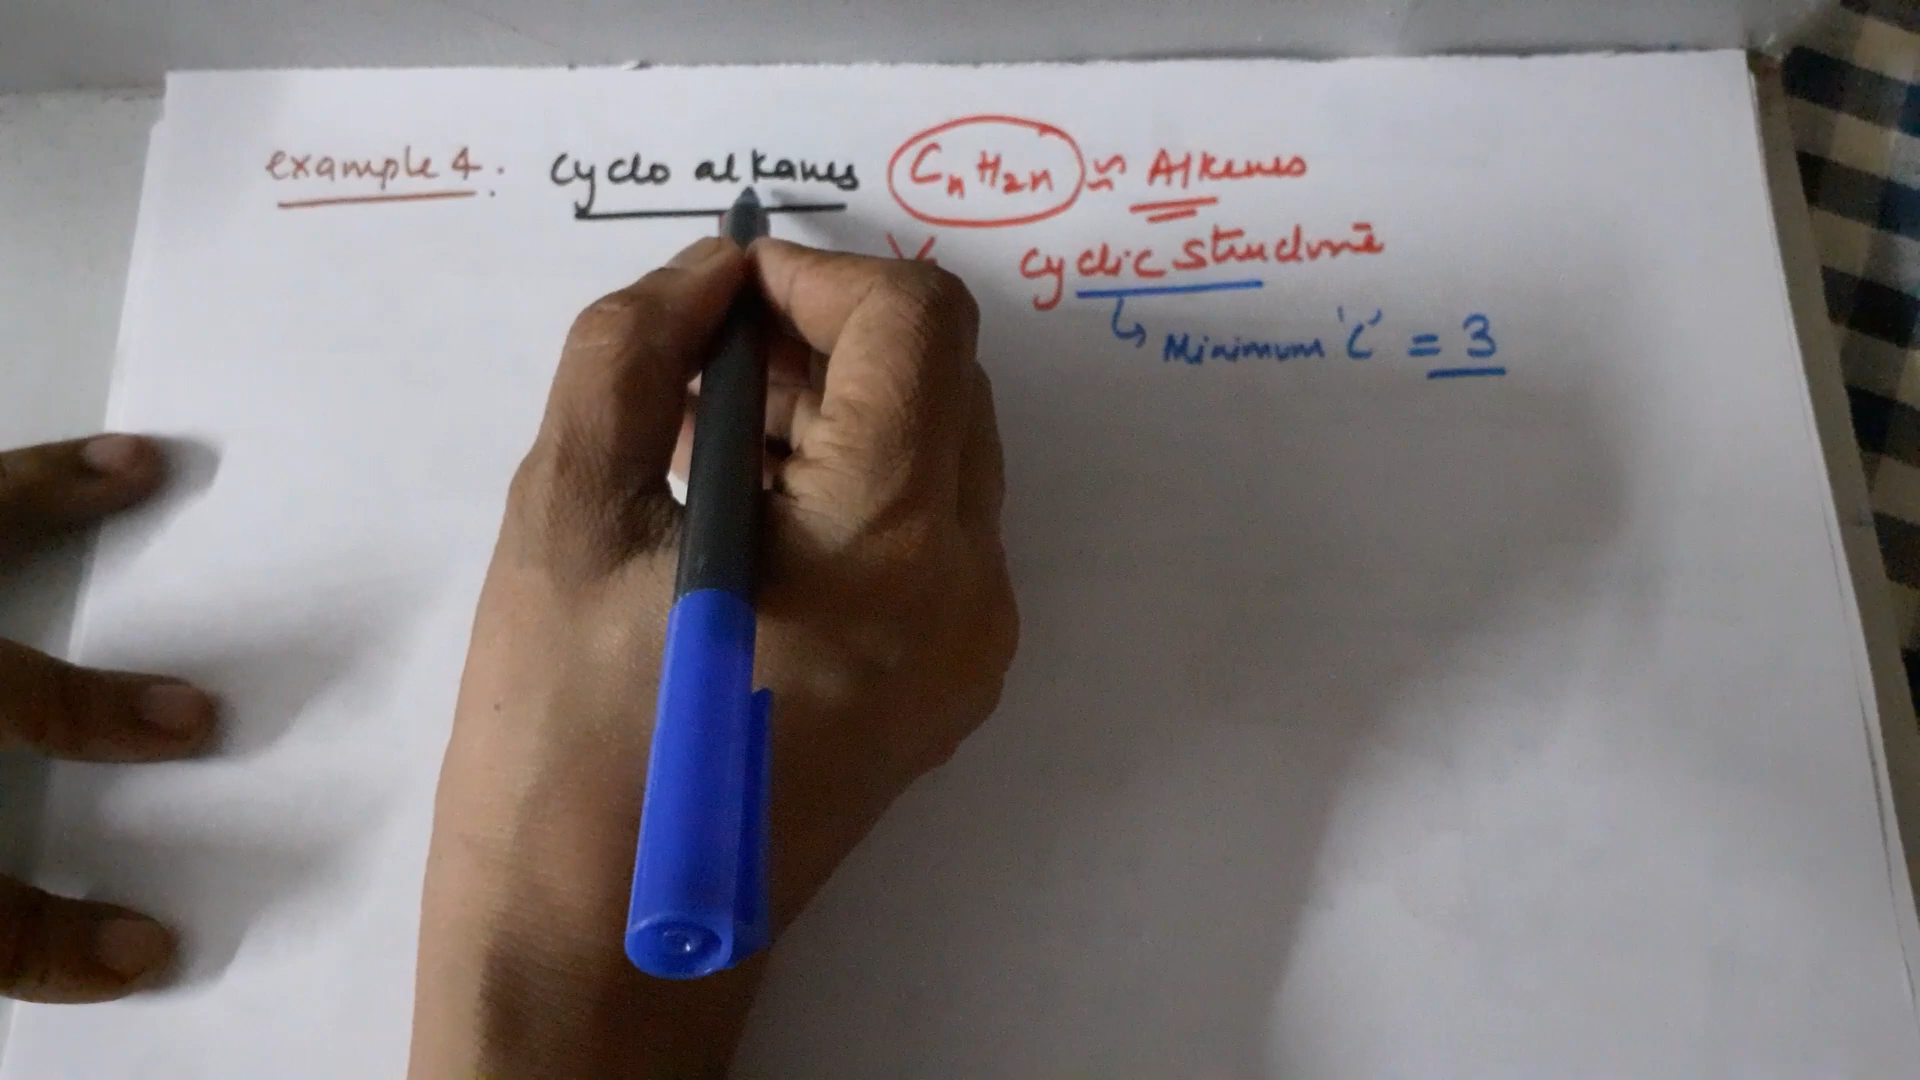 example 4: Cyclo alkanes CnH2n ≈ Alkenes
Cyclic Structure
Minimum 'C' = 3